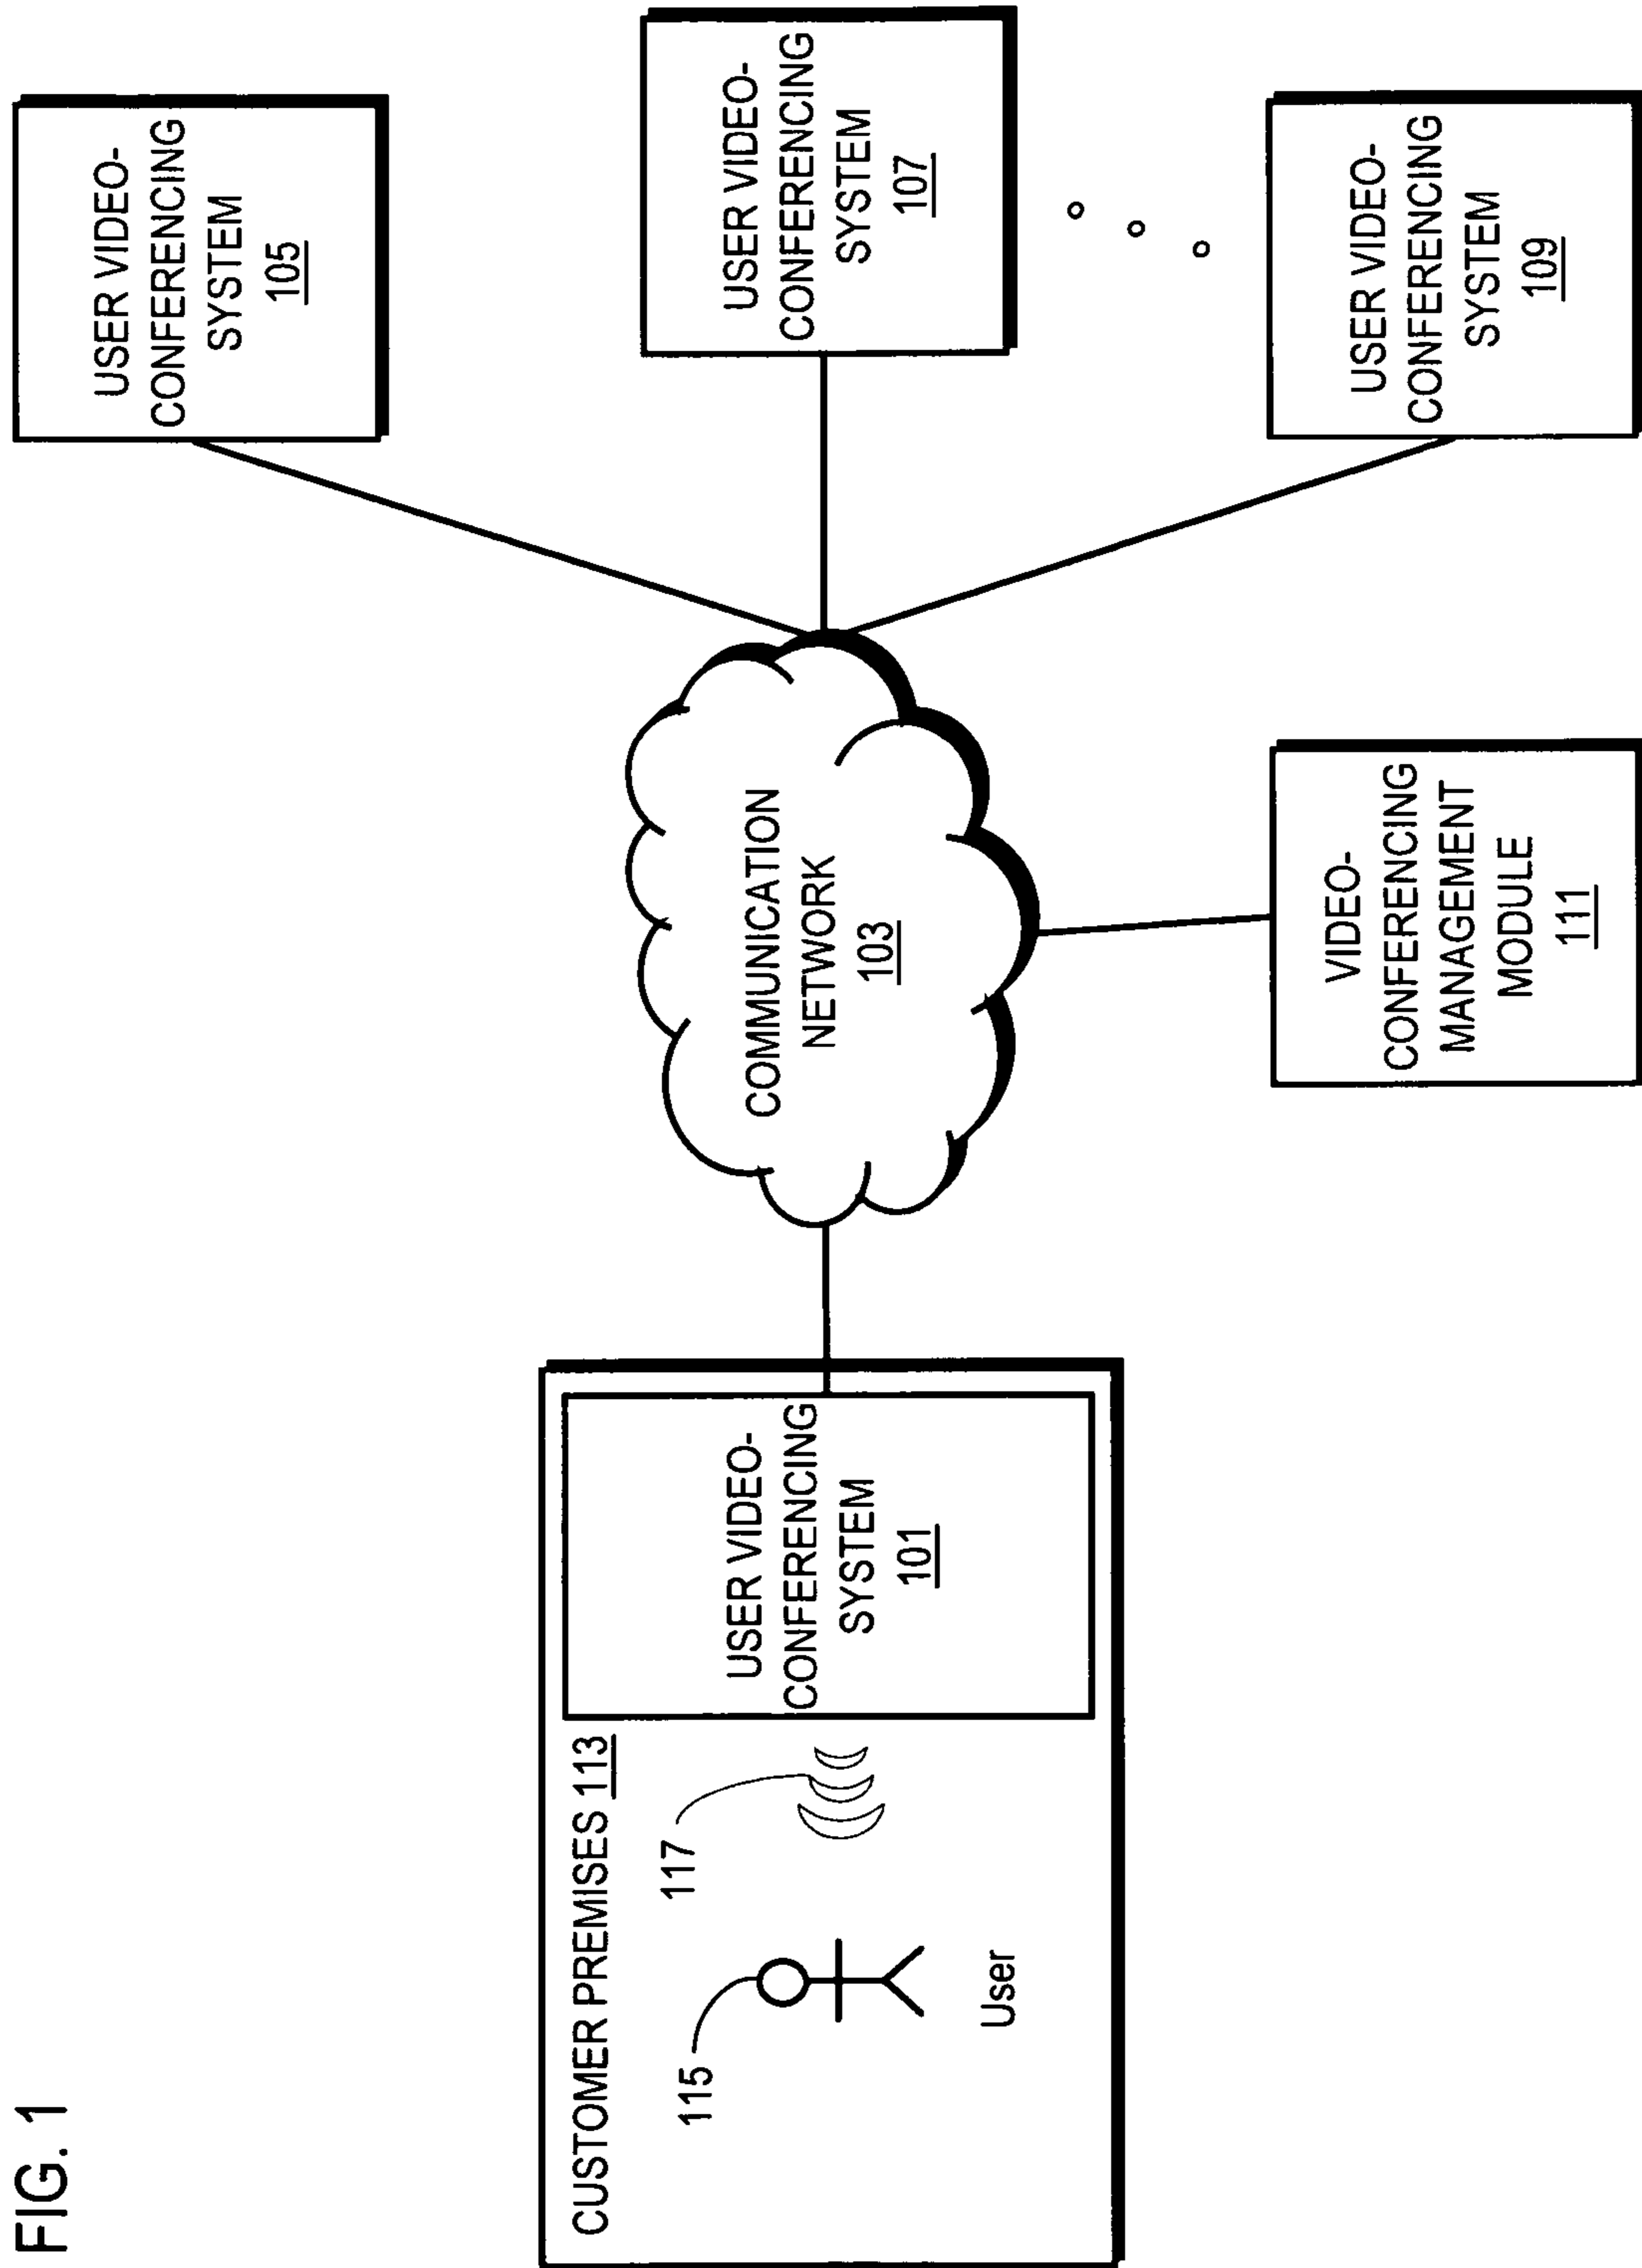 FIG. 1
CUSTOMER PREMISES 113
115
User
117
USER VIDEO-
CONFERENCING
SYSTEM
101
COMMUNICATION
NETWORK
103
USER VIDEO-
CONFERENCING
SYSTEM
105
USER VIDEO-
CONFERENCING
SYSTEM
107
USER VIDEO-
CONFERENCING
SYSTEM
109
VIDEO-
CONFERENCING
MANAGEMENT
MODULE
111